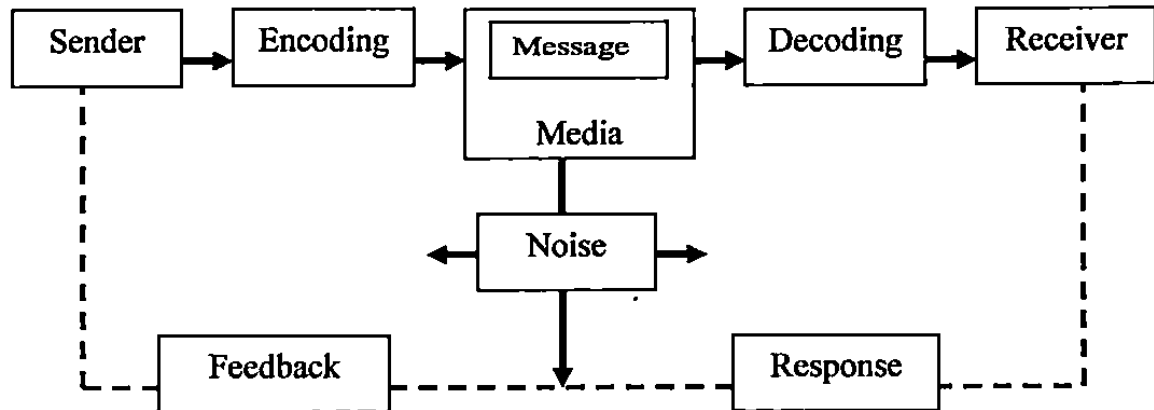 Sender
Encoding
Message
Media
Decoding
Receiver
Noise
Feedback
Response